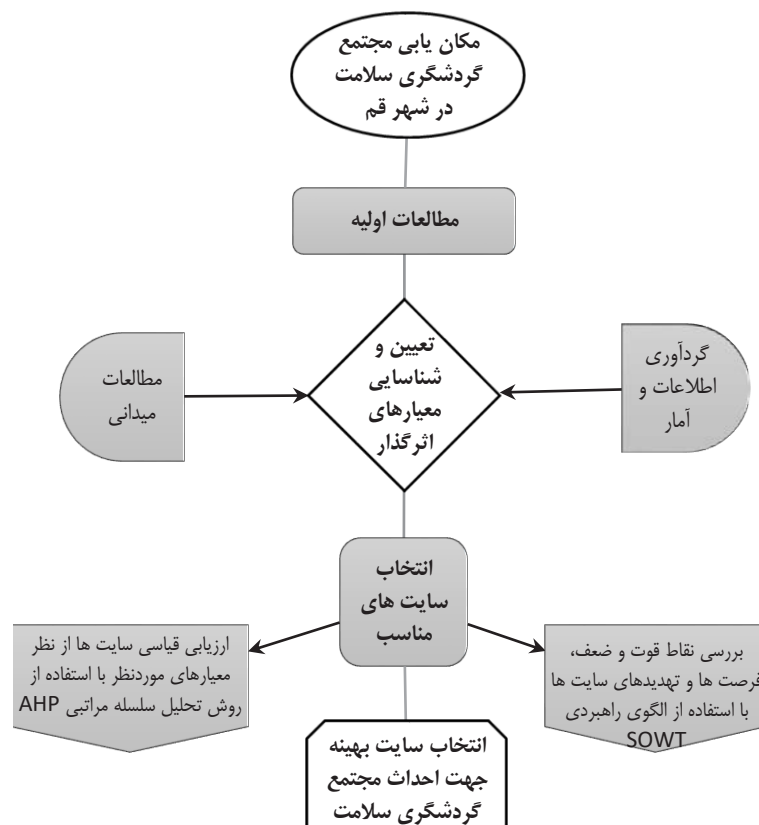 مکان یابی مجتمع
گردشگری سلامت
در شهر قم
مطالعات اولیه
تعیین و
شناسایی
معیارهای
اثرگذار
گردآوری
اطلاعات و
آمار
مطالعات
میدانی
انتخاب
سایت های
مناسب
بررسی نقاط قوت و ضعف،
فرصت ها و تهدیدهای سایت ها
با استفاده از الگوی راهبردی
SOWT
ارزیابی قیاسی سایت ها از نظر
معیارهای موردنظر با استفاده از
روش تحلیل سلسله مراتبی AHP
انتخاب سایت بهینه
جهت احداث مجتمع
گردشگری سلامت